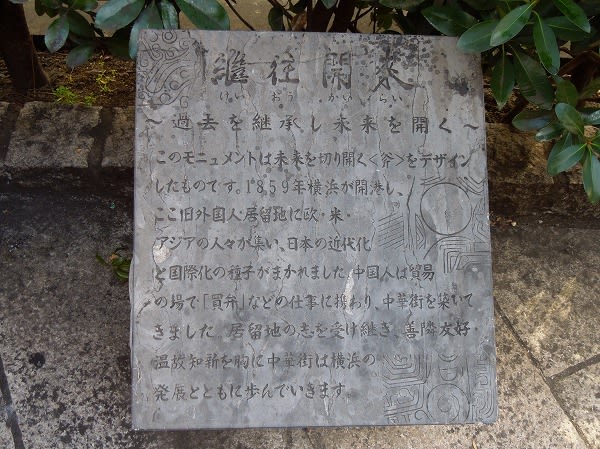 継往開来
けい おう かい らい
～過去を継承し未来を開く～
このモニュメントは未来を切り開く<斧>をデザイン
したものです。1859年横浜が開港し、
ここ旧外国人居留地に欧・米・
アジアの人々が集い、日本の近代化
と国際化の種子がまかれました。中国人は貿易
の場で「買弁」などの仕事に携わり、中華街を築いて
きました。居留地の志を受け継ぎ、善隣友好・
温故知新を胸に中華街は横浜の
発展とともに歩んでいきます。